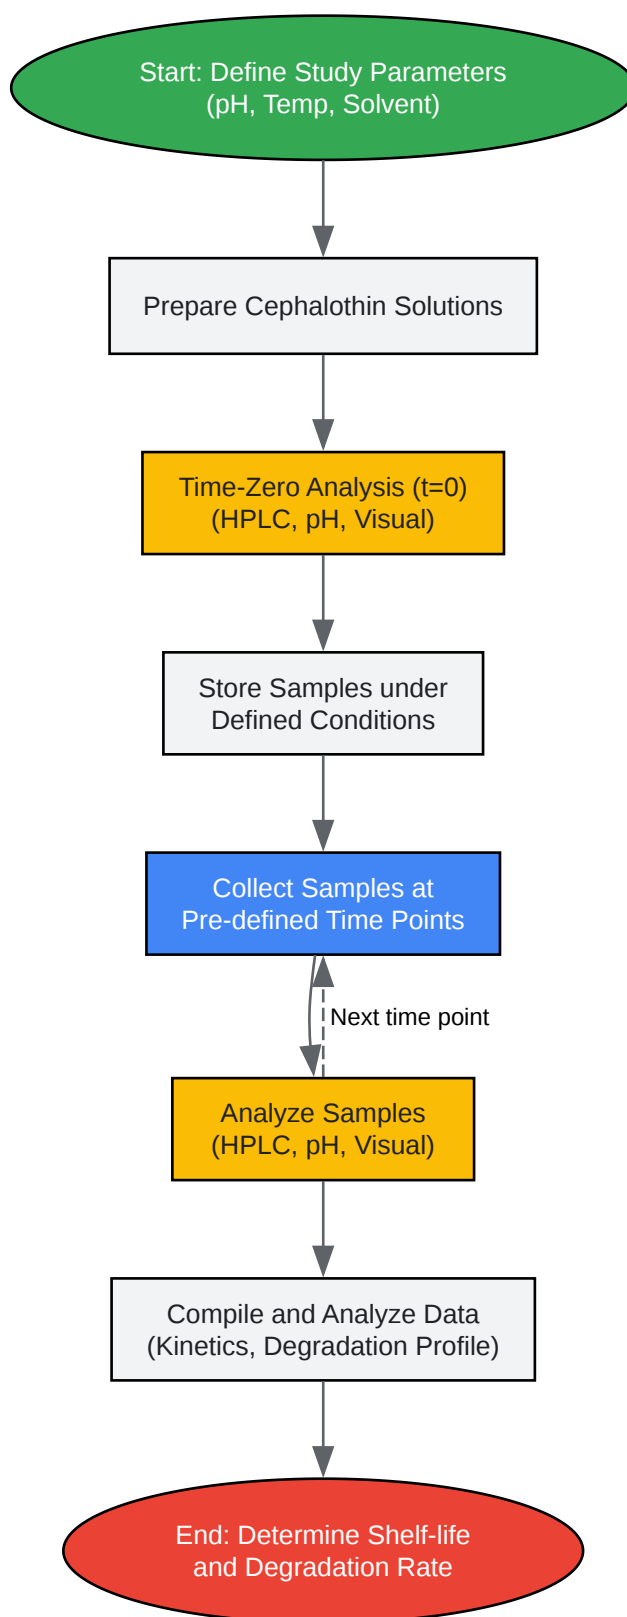 Start: Define Study Parameters
(pH, Temp, Solvent)
Prepare Cephalothin Solutions
Time-Zero Analysis (t=0)
(HPLC, pH, Visual)
Store Samples under
Defined Conditions
Collect Samples at
Pre-defined Time Points
Next time point
Analyze Samples
(HPLC, pH, Visual)
Compile and Analyze Data
(Kinetics, Degradation Profile)
End: Determine Shelf-life
and Degradation Rate